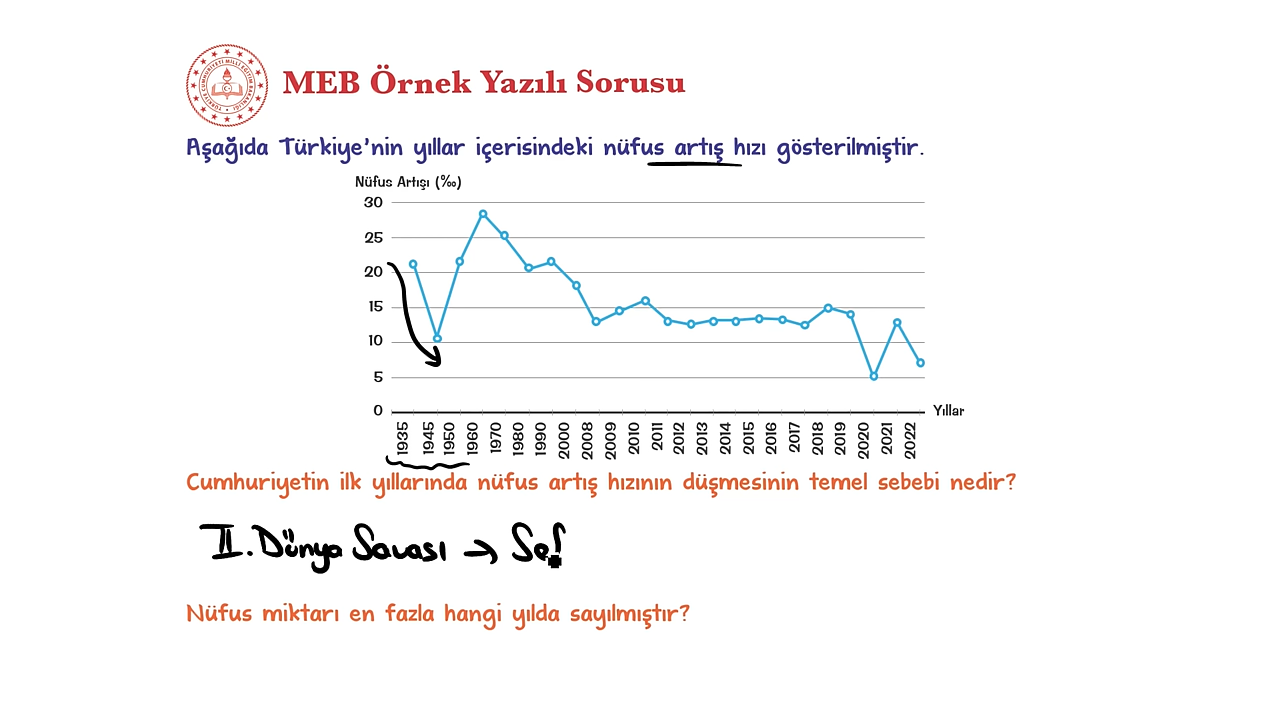 MEB Örnek Yazılı Sorusu
Aşağıda Türkiye'nin yıllar içerisindeki nüfus artış hızı gösterilmiştir.
Nüfus Artışı (‰)
30
25
20
15
10
5
0
Yıllar
1935 1945 1950 1960 1970 1980 1990 2000 2008 2009 2010 2011 2012 2013 2014 2015 2016 2017 2018 2019 2020 2021 2022
Cumhuriyetin ilk yıllarında nüfus artış hızının düşmesinin temel sebebi nedir?
II. Dünya Savası → Sef
Nüfus miktarı en fazla hangi yılda sayılmıştır?